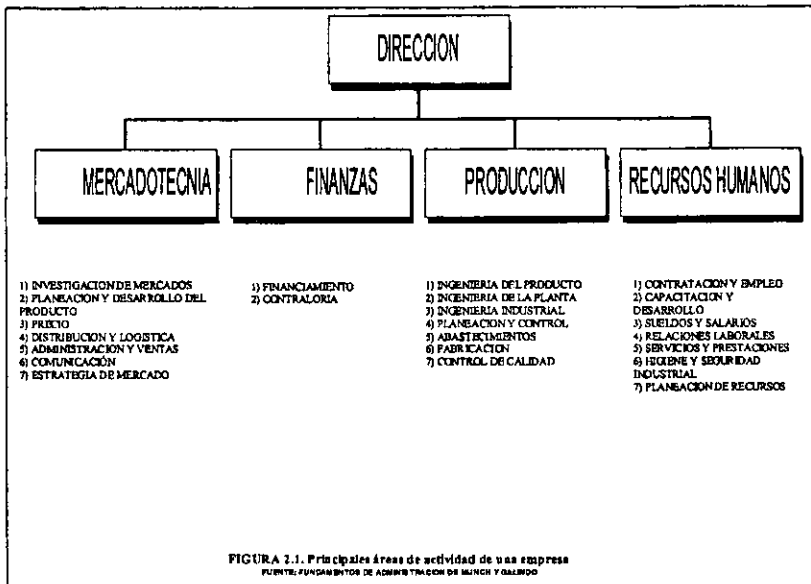 DIRECCION
MERCADOTECNIA
FINANZAS
PRODUCCION
RECURSOS HUMANOS
1) INVESTIGACION DE MERCADOS
2) PLANEACION Y DESARROLLO DEL
PRODUCTO
3) PRECIO
4) DISTRIBUCION Y LOGISTICA
5) ADMINISTRACION Y VENTAS
6) COMUNICACIÓN
7) ESTRATEGIA DE MERCADO
1) FINANCIAMIENTO
2) CONTRALORIA
1) INGENIERIA DEL PRODUCTO
2) INGENIERIA DE LA PLANTA
3) INGENIERIA INDUSTRIAL
4) PLANEACION Y CONTROL
5) ABASTECIMIENTOS
6) FABRICACION
7) CONTROL DE CALIDAD
1) CONTRATACION Y EMPLEO
2) CAPACITACION Y
DESARROLLO
3) SUELDOS Y SALARIOS
4) RELACIONES LABORALES
5) SERVICIOS Y PRESTACIONES
6) HIGIENE Y SEGURIDAD
INDUSTRIAL
7) PLANEACION DE RECURSOS
FIGURA 2.1. Principales áreas de actividad de una empresa
FUENTE: FUNDAMENTOS DE ADMINISTRACION DE MUNCH Y GALINDO